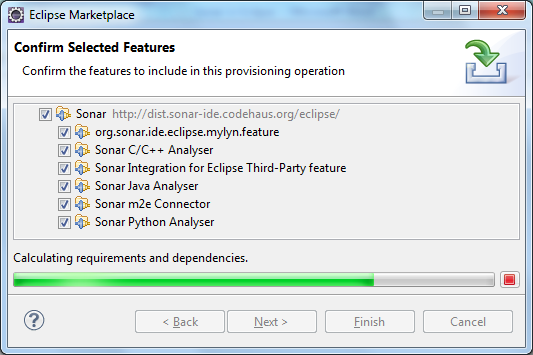 Eclipse Marketplace
Confirm Selected Features
Confirm the features to include in this provisioning operation
Sonar http://dist.sonar-ide.codehaus.org/eclipse/
org.sonar.ide.eclipse.mylyn.feature
Sonar C/C++ Analyser
Sonar Integration for Eclipse Third-Party feature
Sonar Java Analyser
Sonar m2e Connector
Sonar Python Analyser
Calculating requirements and dependencies.
? < Back Next > Finish Cancel